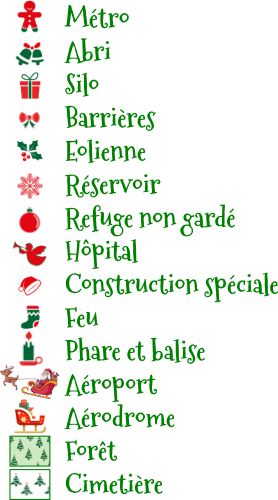 Métro
Abri
Silo
Barrières
Eolienne
Réservoir
Refuge non gardé
Hôpital
Construction spéciale
Feu
Phare et balise
Aéroport
Aérodrome
Forêt
Cimetière